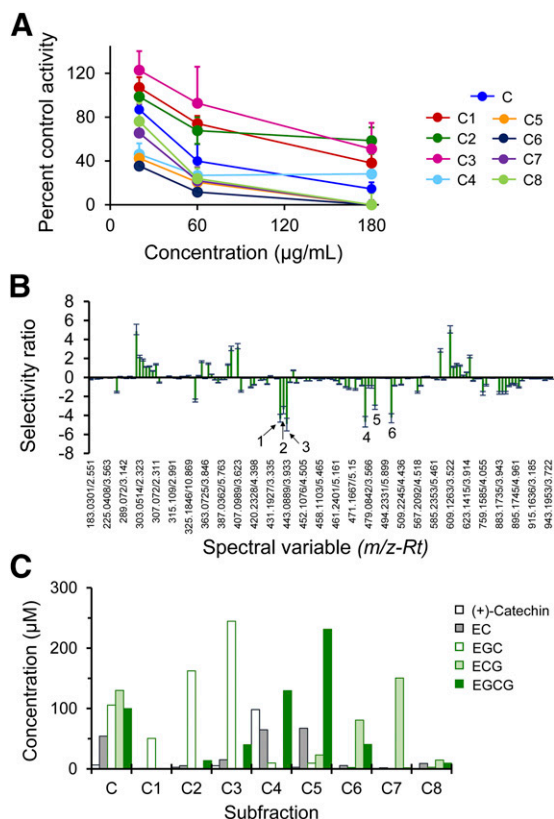 A
Percent control activity
120
80
40
0
0 60 120 180
Concentration (µg/mL)
C
C1 C5
C2 C6
C3 C7
C4 C8
B
Selectivity ratio
8
6
4
2
0
-2
-4
-6
-8
1 2 3 4 5 6
183.0301/2.551
225.0408/3.563
289.072/3.142
303.0514/2.323
307.072/2.311
315.109/2.991
325.1846/10.869
363.0725/3.846
387.0362/5.763
407.0989/3.623
420.2328/4.398
431.1927/3.335
443.0889/3.933
452.1076/4.505
458.1103/5.465
461.2401/5.161
471.1667/5.15
479.0842/3.566
494.2331/5.899
509.2245/4.436
567.2092/4.518
585.2353/5.461
609.1263/3.522
623.1415/3.914
759.1585/4.055
883.1735/3.943
895.1745/4.961
915.1636/3.185
943.1693/3.722
Spectral variable (m/z-Rt)
C
Concentration (µM)
300
200
100
0
(+)-Catechin
EC
EGC
ECG
EGCG
C C1 C2 C3 C4 C5 C6 C7 C8
Subfraction